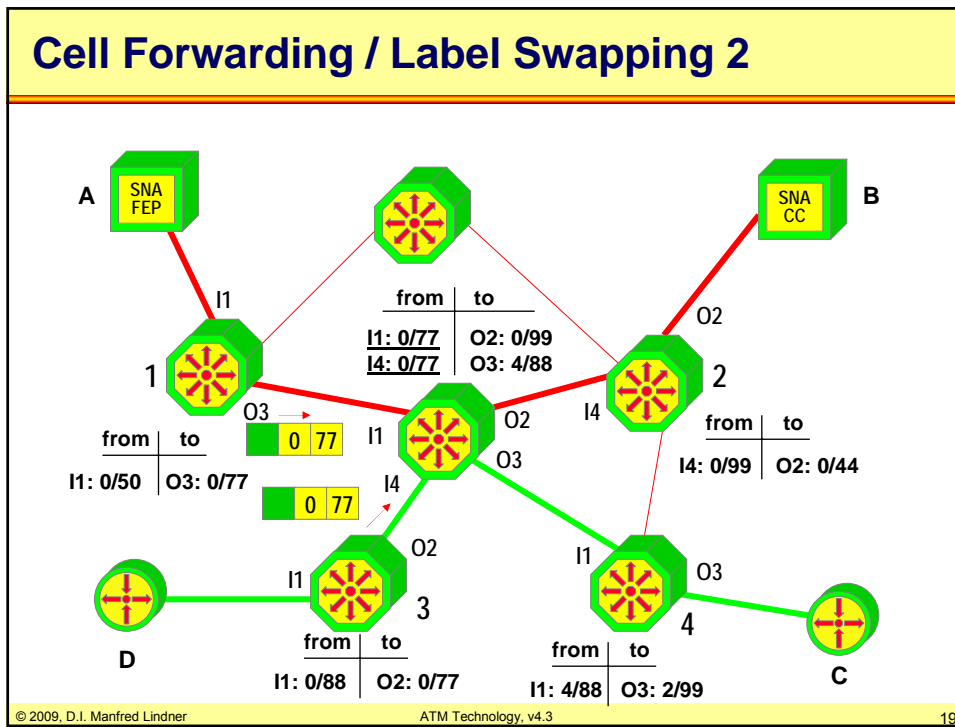 Cell Forwarding / Label Swapping 2
A
SNA
FEP
SNA
CC
B
I1
from to
I1: 0/77 O2: 0/99
I4: 0/77 O3: 4/88
O2
1
2
O3
0 77
I1
O2
I4
O3
from to
I1: 0/50 O3: 0/77
from to
I4: 0/99 O2: 0/44
0 77
I4
O2
I1
3
I1
O3
4
D
C
from to
I1: 0/88 O2: 0/77
from to
I1: 4/88 O3: 2/99
© 2009, D.I. Manfred Lindner ATM Technology, v4.3 19